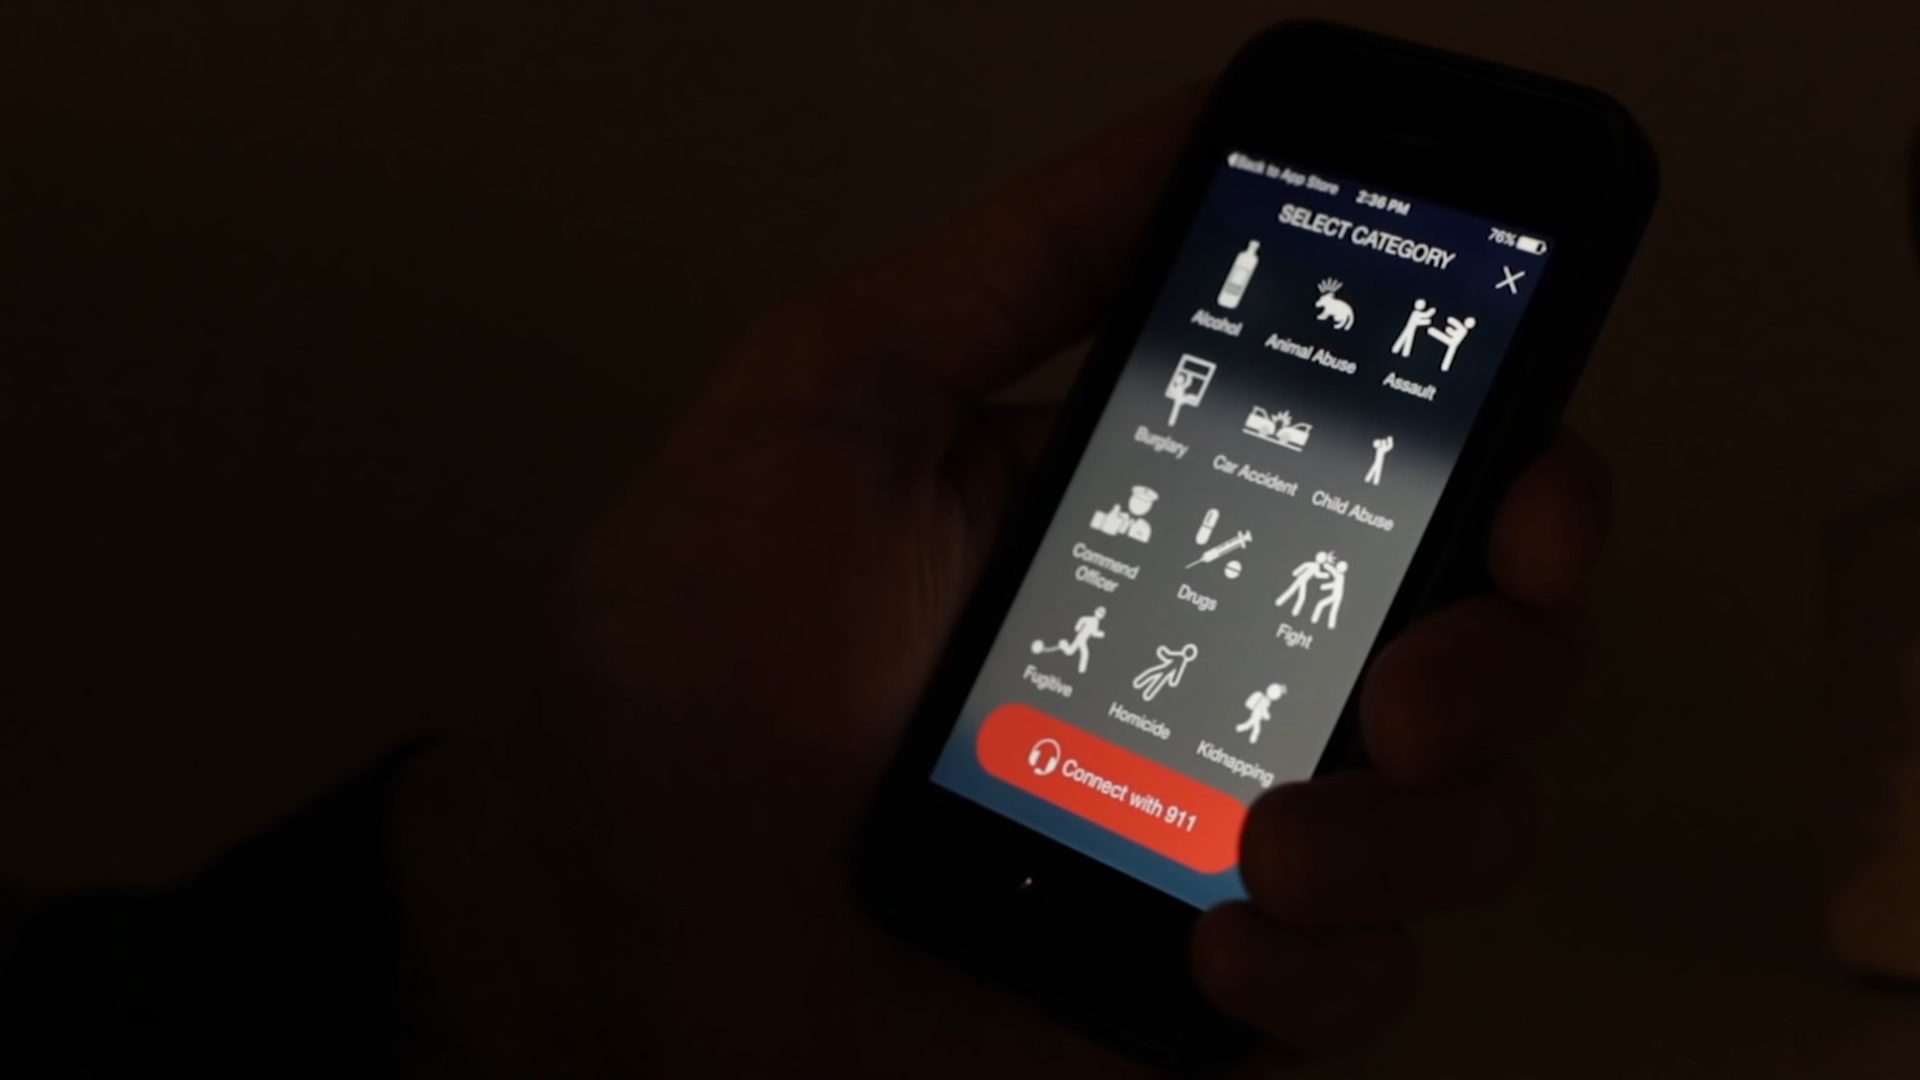 Back to App Store 2:36 PM 76%
SELECT CATEGORY
Alcohol
Animal Abuse
Assault
Burglary
Car Accident
Child Abuse
Commend
Officer
Drugs
Fight
Fugitive
Homicide
Kidnapping
Connect with 911